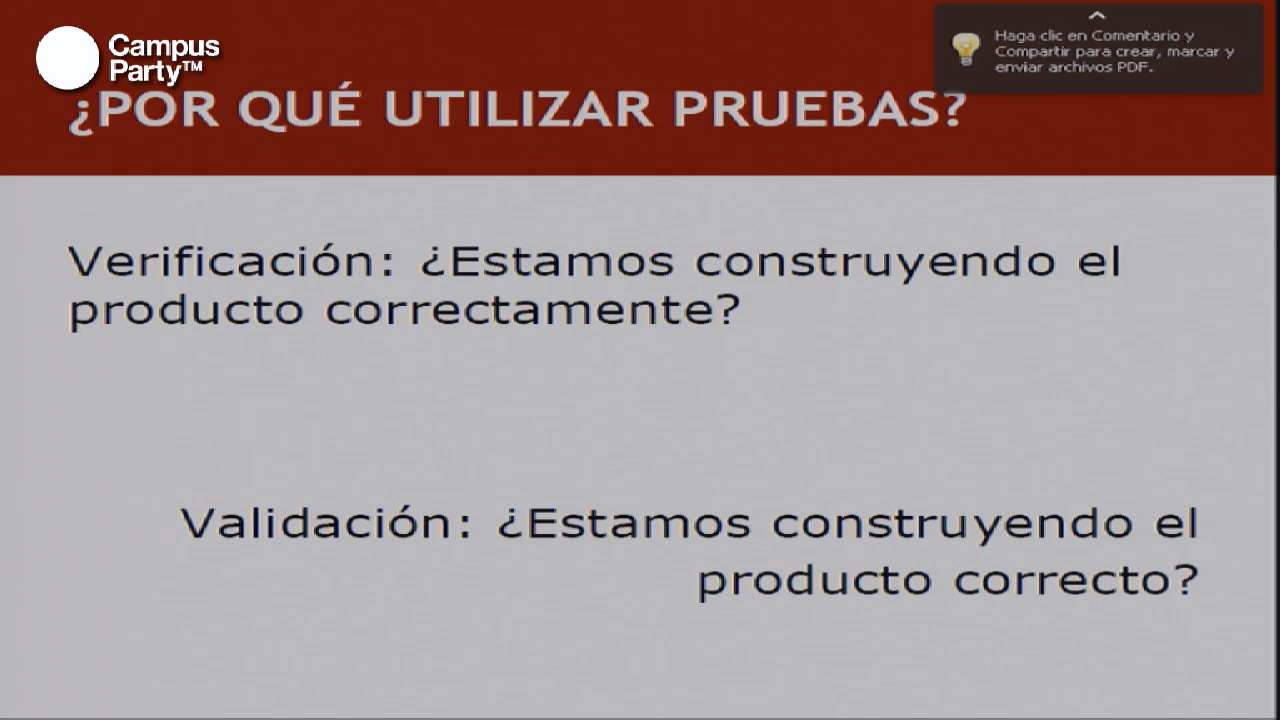 Campus
Party™
Haga clic en Comentario y
Compartir para crear, marcar y
enviar archivos PDF.
¿POR QUÉ UTILIZAR PRUEBAS?
Verificación: ¿Estamos construyendo el
producto correctamente?
Validación: ¿Estamos construyendo el
producto correcto?